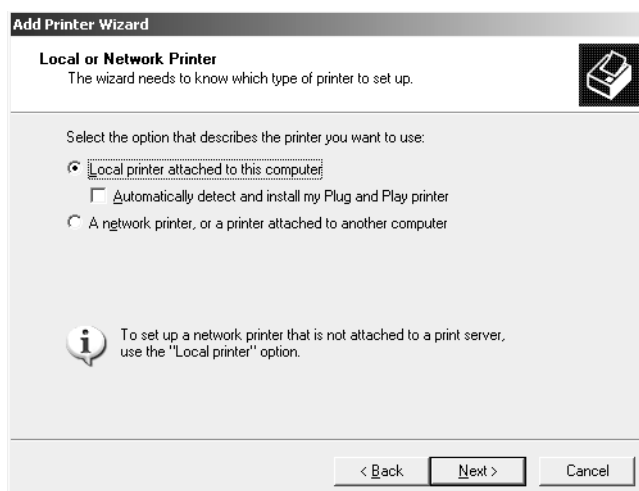 Add Printer Wizard
Local or Network Printer
The wizard needs to know which type of printer to set up.
Select the option that describes the printer you want to use:
Local printer attached to this computer
Automatically detect and install my Plug and Play printer
A network printer, or a printer attached to another computer
To set up a network printer that is not attached to a print server,
use the "Local printer" option.
< Back Next > Cancel